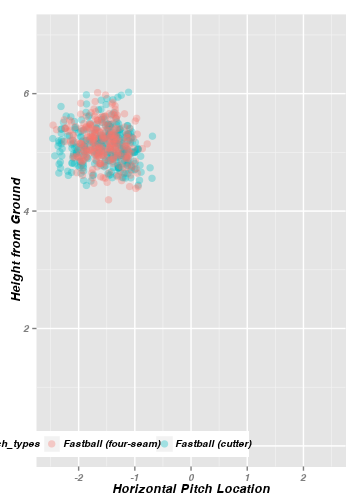 6
4
2
Height from Ground
ch_types Fastball (four-seam) Fastball (cutter)
-2 -1 0 1 2
Horizontal Pitch Location